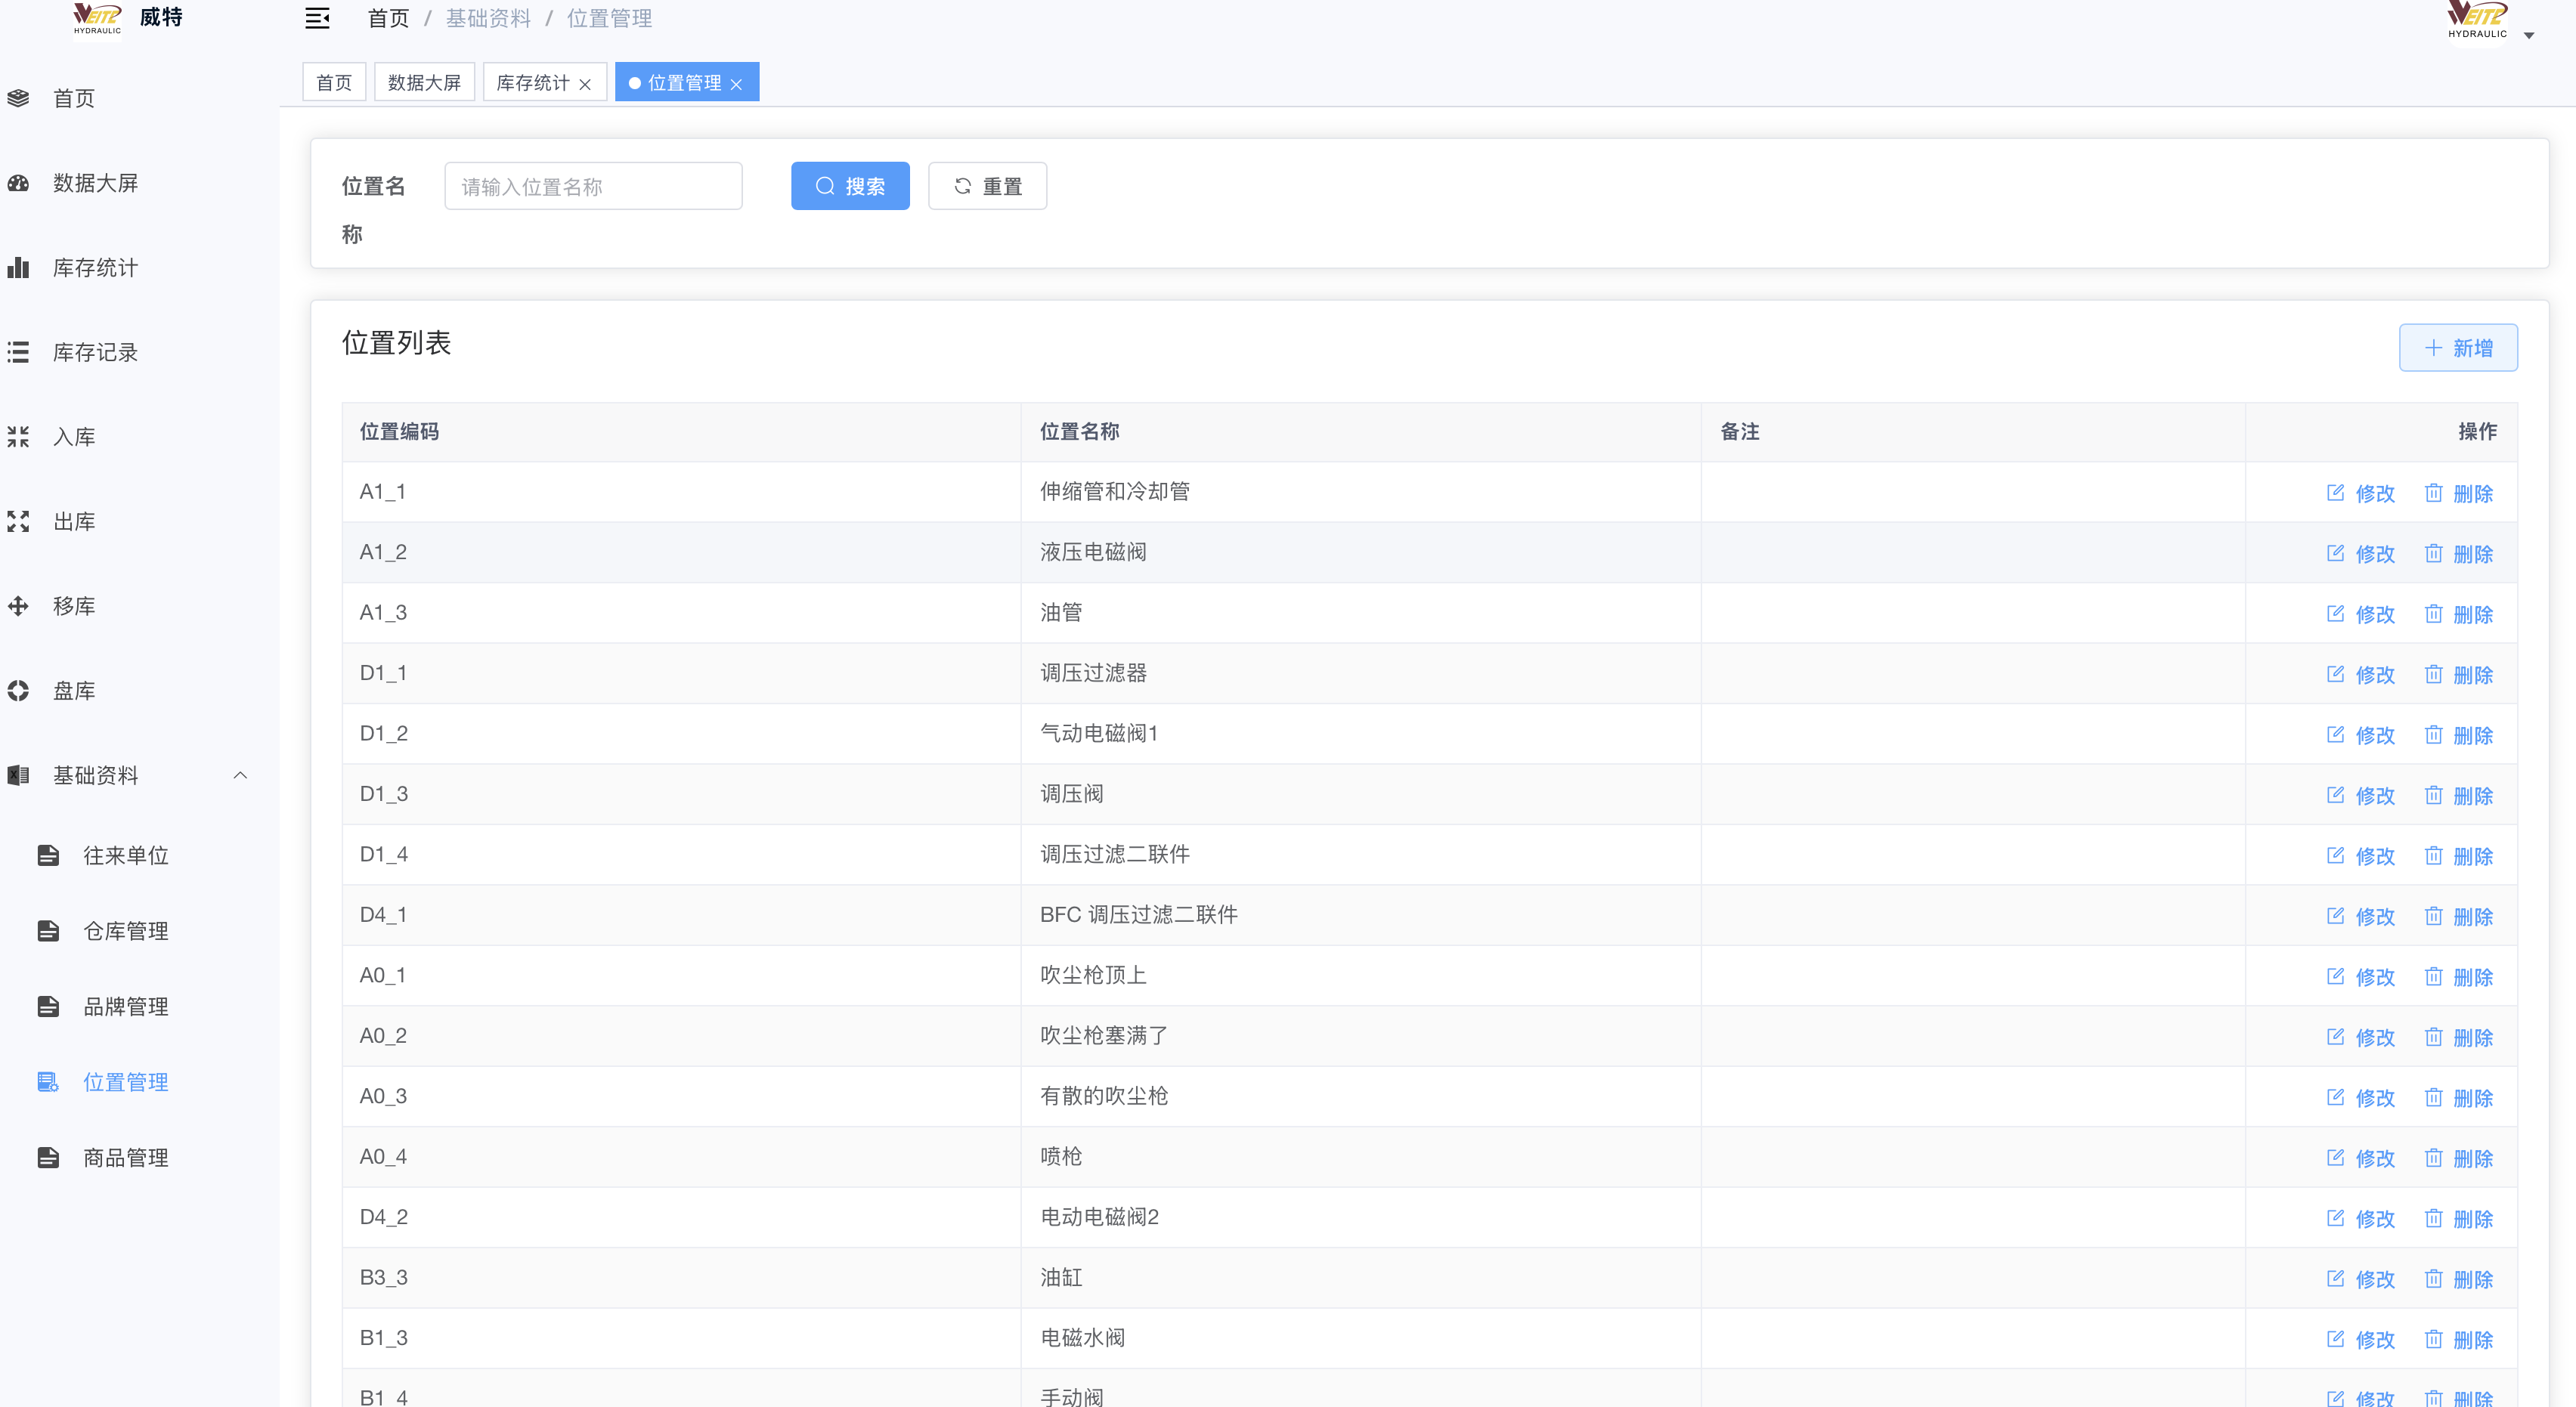 WEITE HYDRAULIC 威特
首页 / 基础资料 / 位置管理
WEITE HYDRAULIC
首页 数据大屏 库存统计 位置管理
首页
数据大屏
库存统计
库存记录
入库
出库
移库
盘库
基础资料
往来单位
仓库管理
品牌管理
位置管理
商品管理
位置名称 请输入位置名称 搜索 重置
位置列表 新增
位置编码 位置名称 备注 操作
A1_1 伸缩管和冷却管 修改 删除
A1_2 液压电磁阀 修改 删除
A1_3 油管 修改 删除
D1_1 调压过滤器 修改 删除
D1_2 气动电磁阀1 修改 删除
D1_3 调压阀 修改 删除
D1_4 调压过滤二联件 修改 删除
D4_1 BFC 调压过滤二联件 修改 删除
A0_1 吹尘枪顶上 修改 删除
A0_2 吹尘枪塞满了 修改 删除
A0_3 有散的吹尘枪 修改 删除
A0_4 喷枪 修改 删除
D4_2 电动电磁阀2 修改 删除
B3_3 油缸 修改 删除
B1_3 电磁水阀 修改 删除
B1_4 手动阀 修改 删除